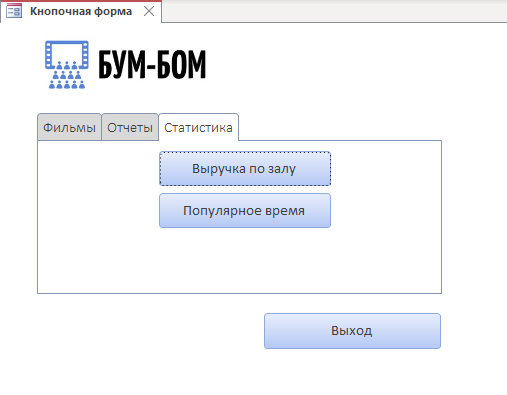 Кнопочная форма
БУМ-БОМ
Фильмы Отчеты Статистика
Выручка по залу
Популярное время
Выход